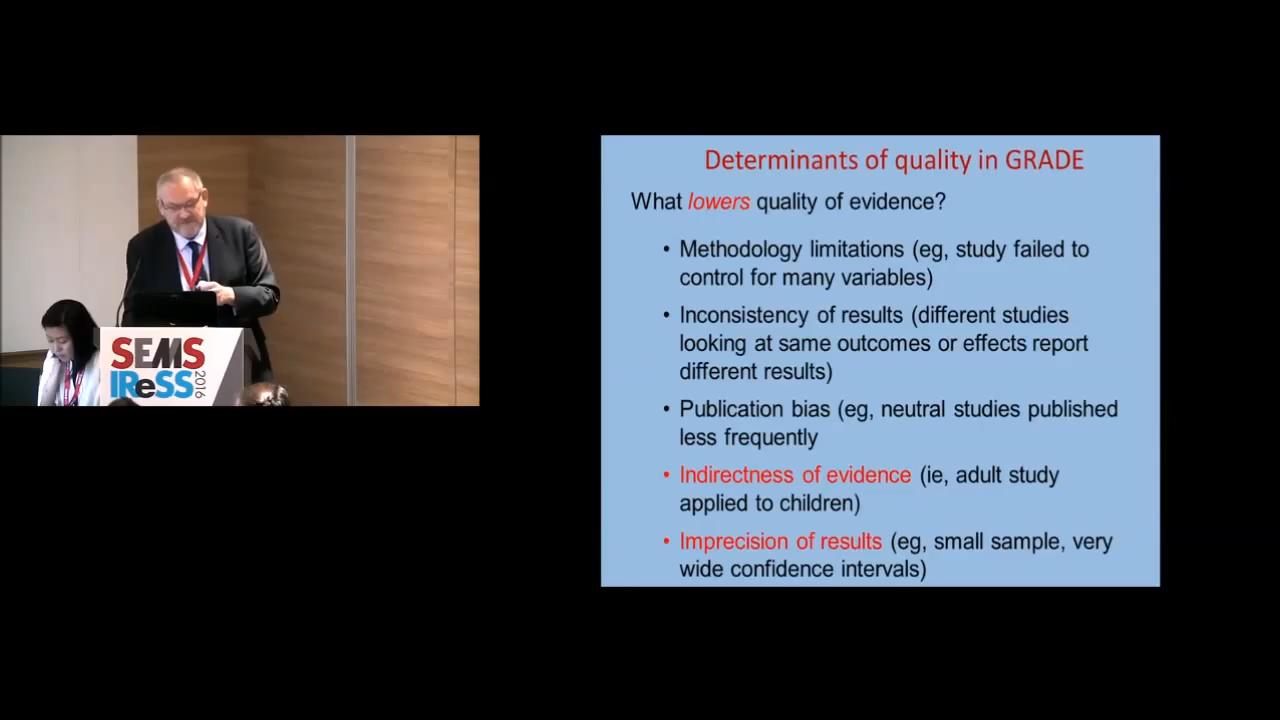 SEMS
IReSS
2016
Determinants of quality in GRADE
What lowers quality of evidence?
• Methodology limitations (eg, study failed to
control for many variables)
• Inconsistency of results (different studies
looking at same outcomes or effects report
different results)
• Publication bias (eg, neutral studies published
less frequently
• Indirectness of evidence (ie, adult study
applied to children)
• Imprecision of results (eg, small sample, very
wide confidence intervals)